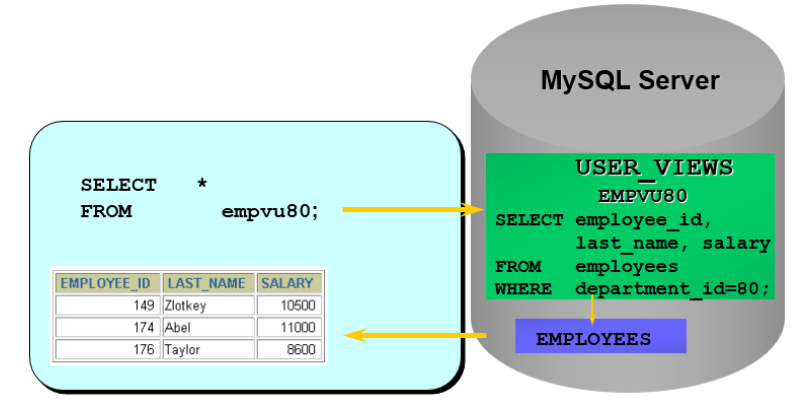 MySQL Server
SELECT *
FROM empvu80;
USER_VIEWS
EMPVU80
SELECT employee_id,
last_name, salary
FROM employees
WHERE department_id=80;
EMPLOYEES
EMPLOYEE_ID LAST_NAME SALARY
149 Zlotkey 10500
174 Abel 11000
176 Taylor 8600